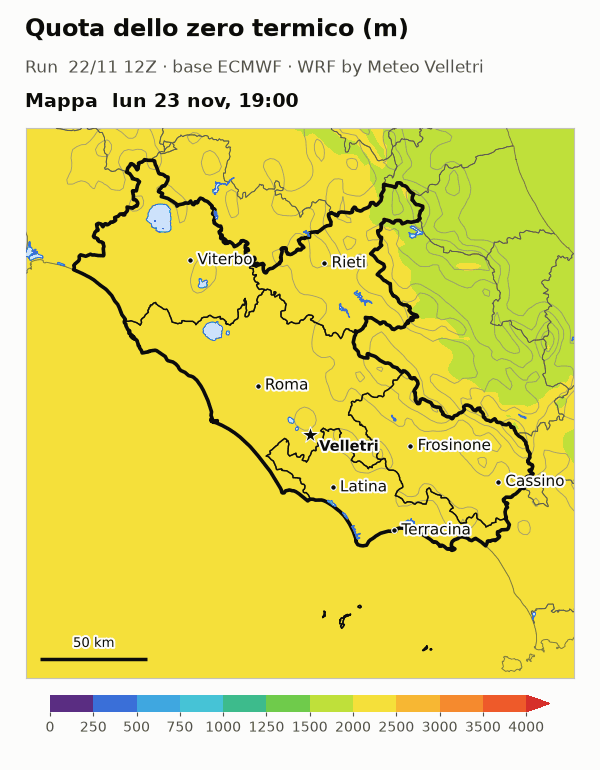 Quota dello zero termico (m)
Run  22/11 12Z · base ECMWF · WRF by Meteo Velletri
Mappa  lun 23 nov, 19:00
Viterbo
Rieti
Roma
Velletri
Frosinone
Cassino
Latina
Terracina
50 km
0 250 500 750 1000 1250 1500 2000 2500 3000 3500 4000